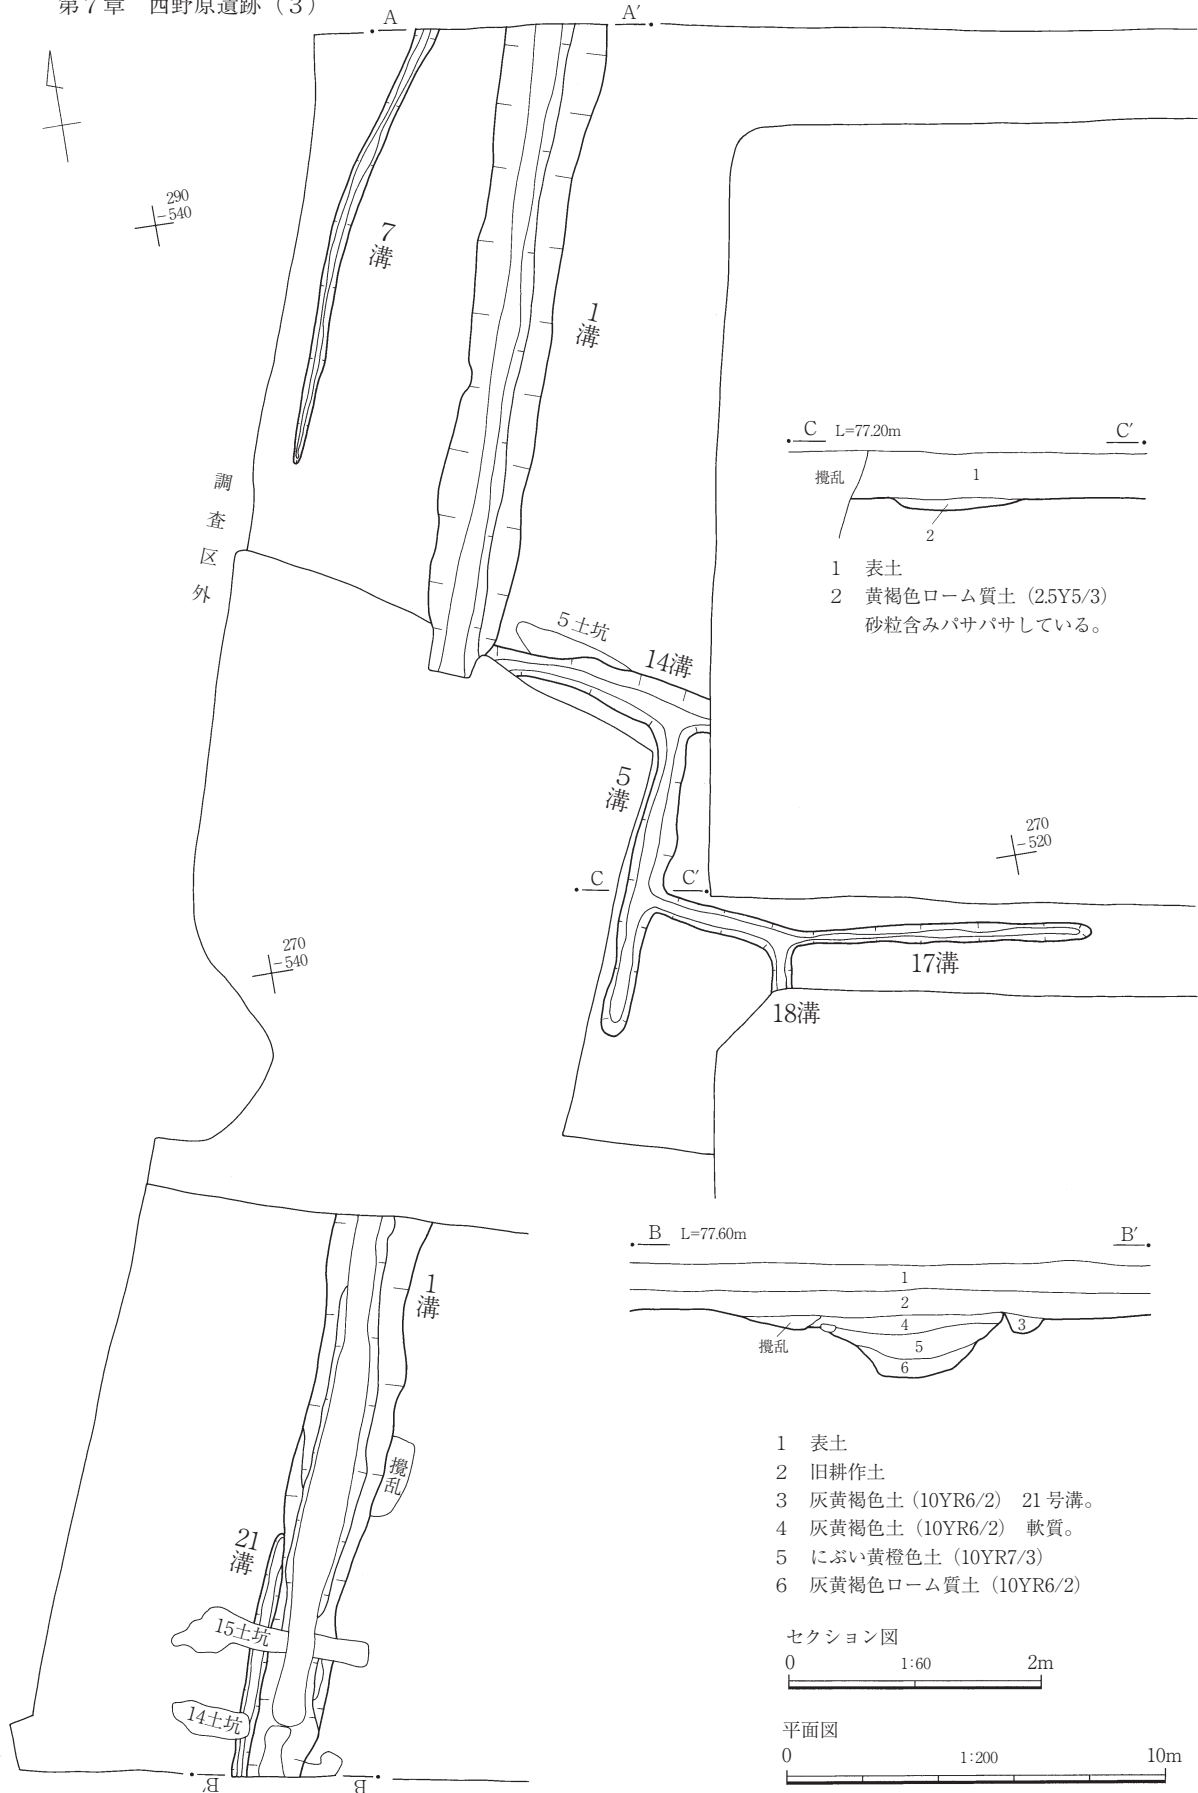 第７章　西野原遺跡（３）
A
A′
290
-540
7溝
1溝
調査区外
C　L=77.20m　C′
攪乱
1
2
1　表土
2　黄褐色ローム質土（2.5Y5/3）
砂粒含みパサパサしている。
５土坑
14溝
5溝
C
C′
270
-520
270
-540
17溝
18溝
B　L=77.60m　B′
1
2
4
3
5
6
攪乱
1溝
攪乱
21溝
15土坑
14土坑
B′
B
1　表土
2　旧耕作土
3　灰黄褐色土（10YR6/2）　21号溝。
4　灰黄褐色土（10YR6/2）　軟質。
5　にぶい黄橙色土（10YR7/3）
6　灰黄褐色ローム質土（10YR6/2）
セクション図
0　1:60　2m
平面図
0　1:200　10m